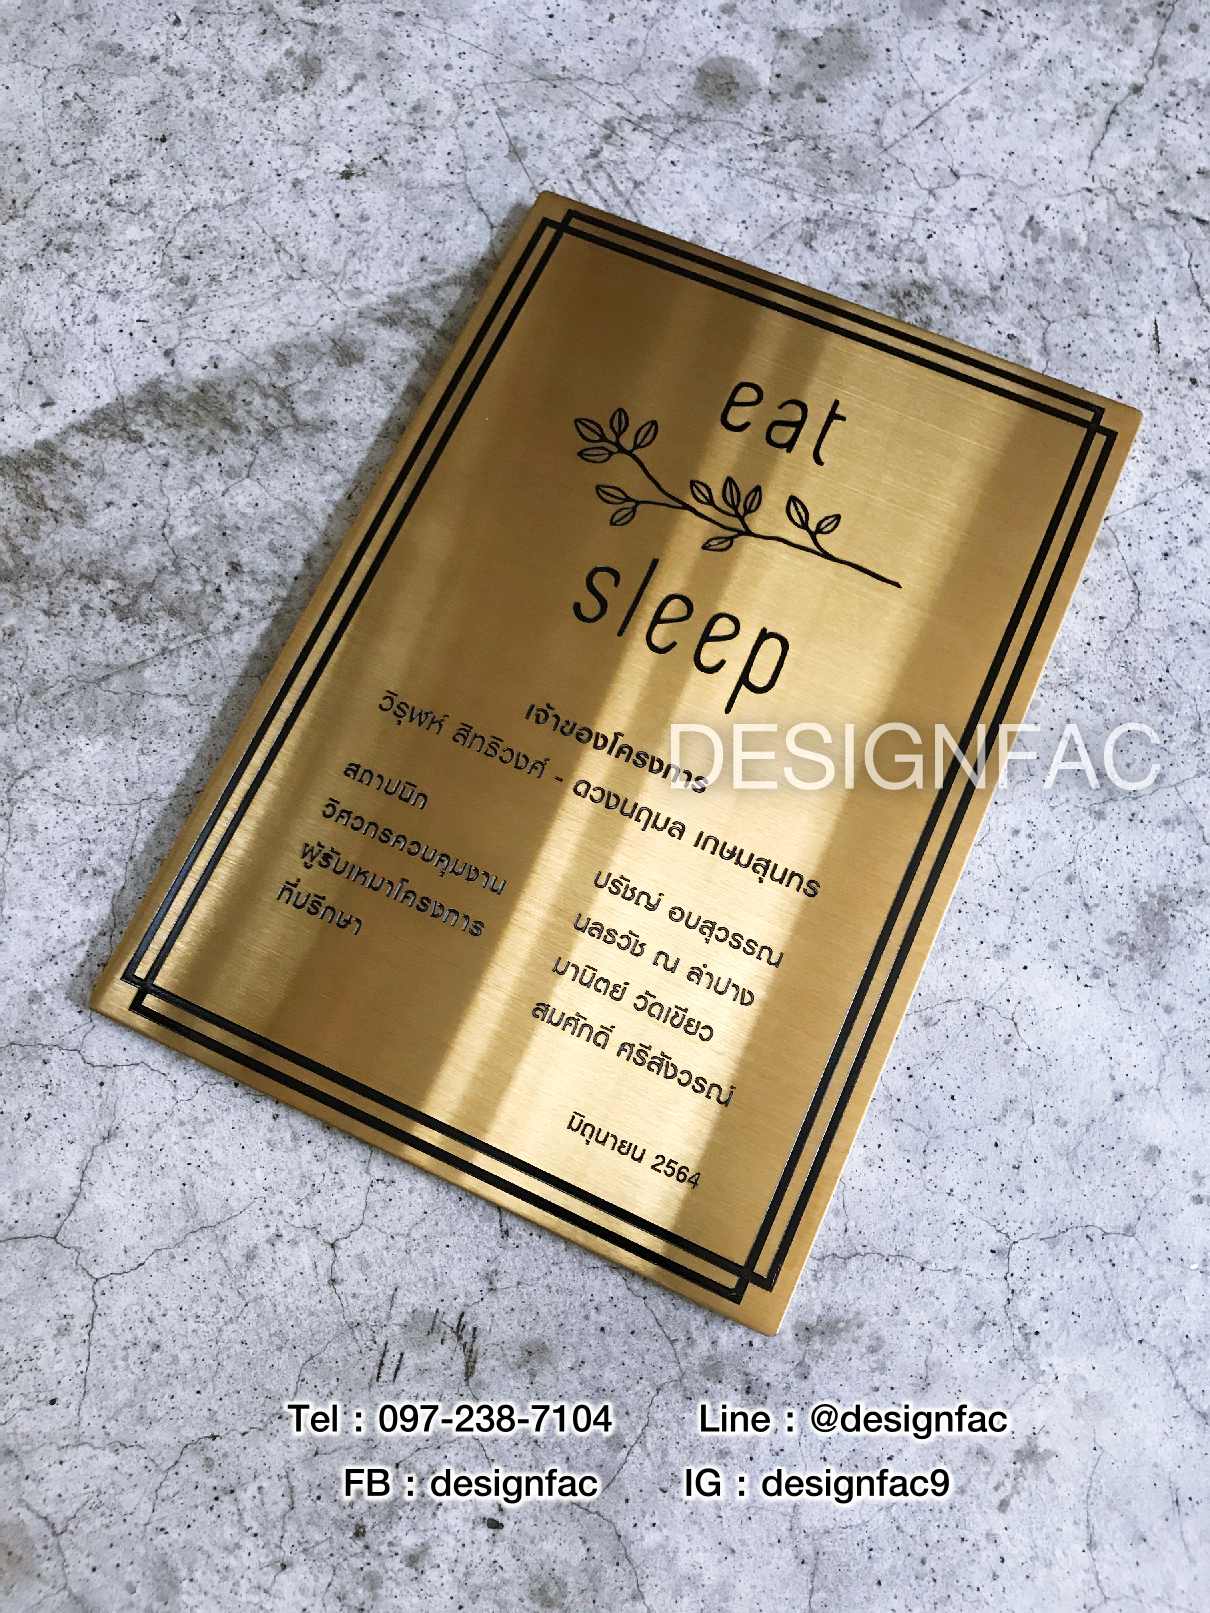 eat
sleep
เจ้าของโครงการ
วิรุฬห์ สิทธิวงศ์ - ดวงนฤมล เกษมสุนทร
สถาปนิก ปรัชญ์ อบสุวรรณ
วิศวกรควบคุมงาน นลธวัช ณ ลำปาง
ผู้รับเหมาโครงการ มานิตย์ วัดเขียว
ที่ปรึกษา สมศักดิ์ ศรีสังวรณ์
มิถุนายน 2564
DESIGNFAC
Tel : 097-238-7104 Line : @designfac
FB : designfac IG : designfac9